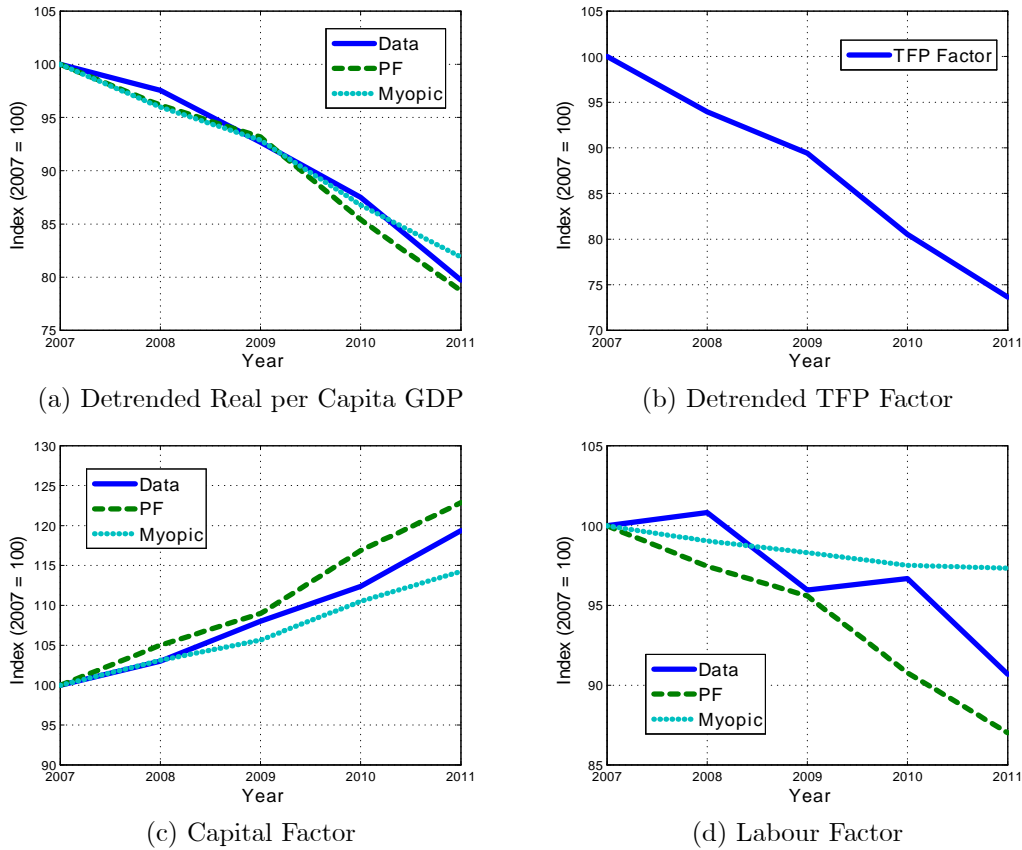 105
100
95
90
85
80
75
Index (2007 = 100)
Data
PF
Myopic
2007 2008 2009 2010 2011
Year
(a) Detrended Real per Capita GDP
105
100
95
90
85
80
75
70
Index (2007 = 100)
TFP Factor
2007 2008 2009 2010 2011
Year
(b) Detrended TFP Factor
130
125
120
115
110
105
100
95
90
Index (2007 = 100)
Data
PF
Myopic
2007 2008 2009 2010 2011
Year
(c) Capital Factor
105
100
95
90
85
Index (2007 = 100)
Data
PF
Myopic
2007 2008 2009 2010 2011
Year
(d) Labour Factor